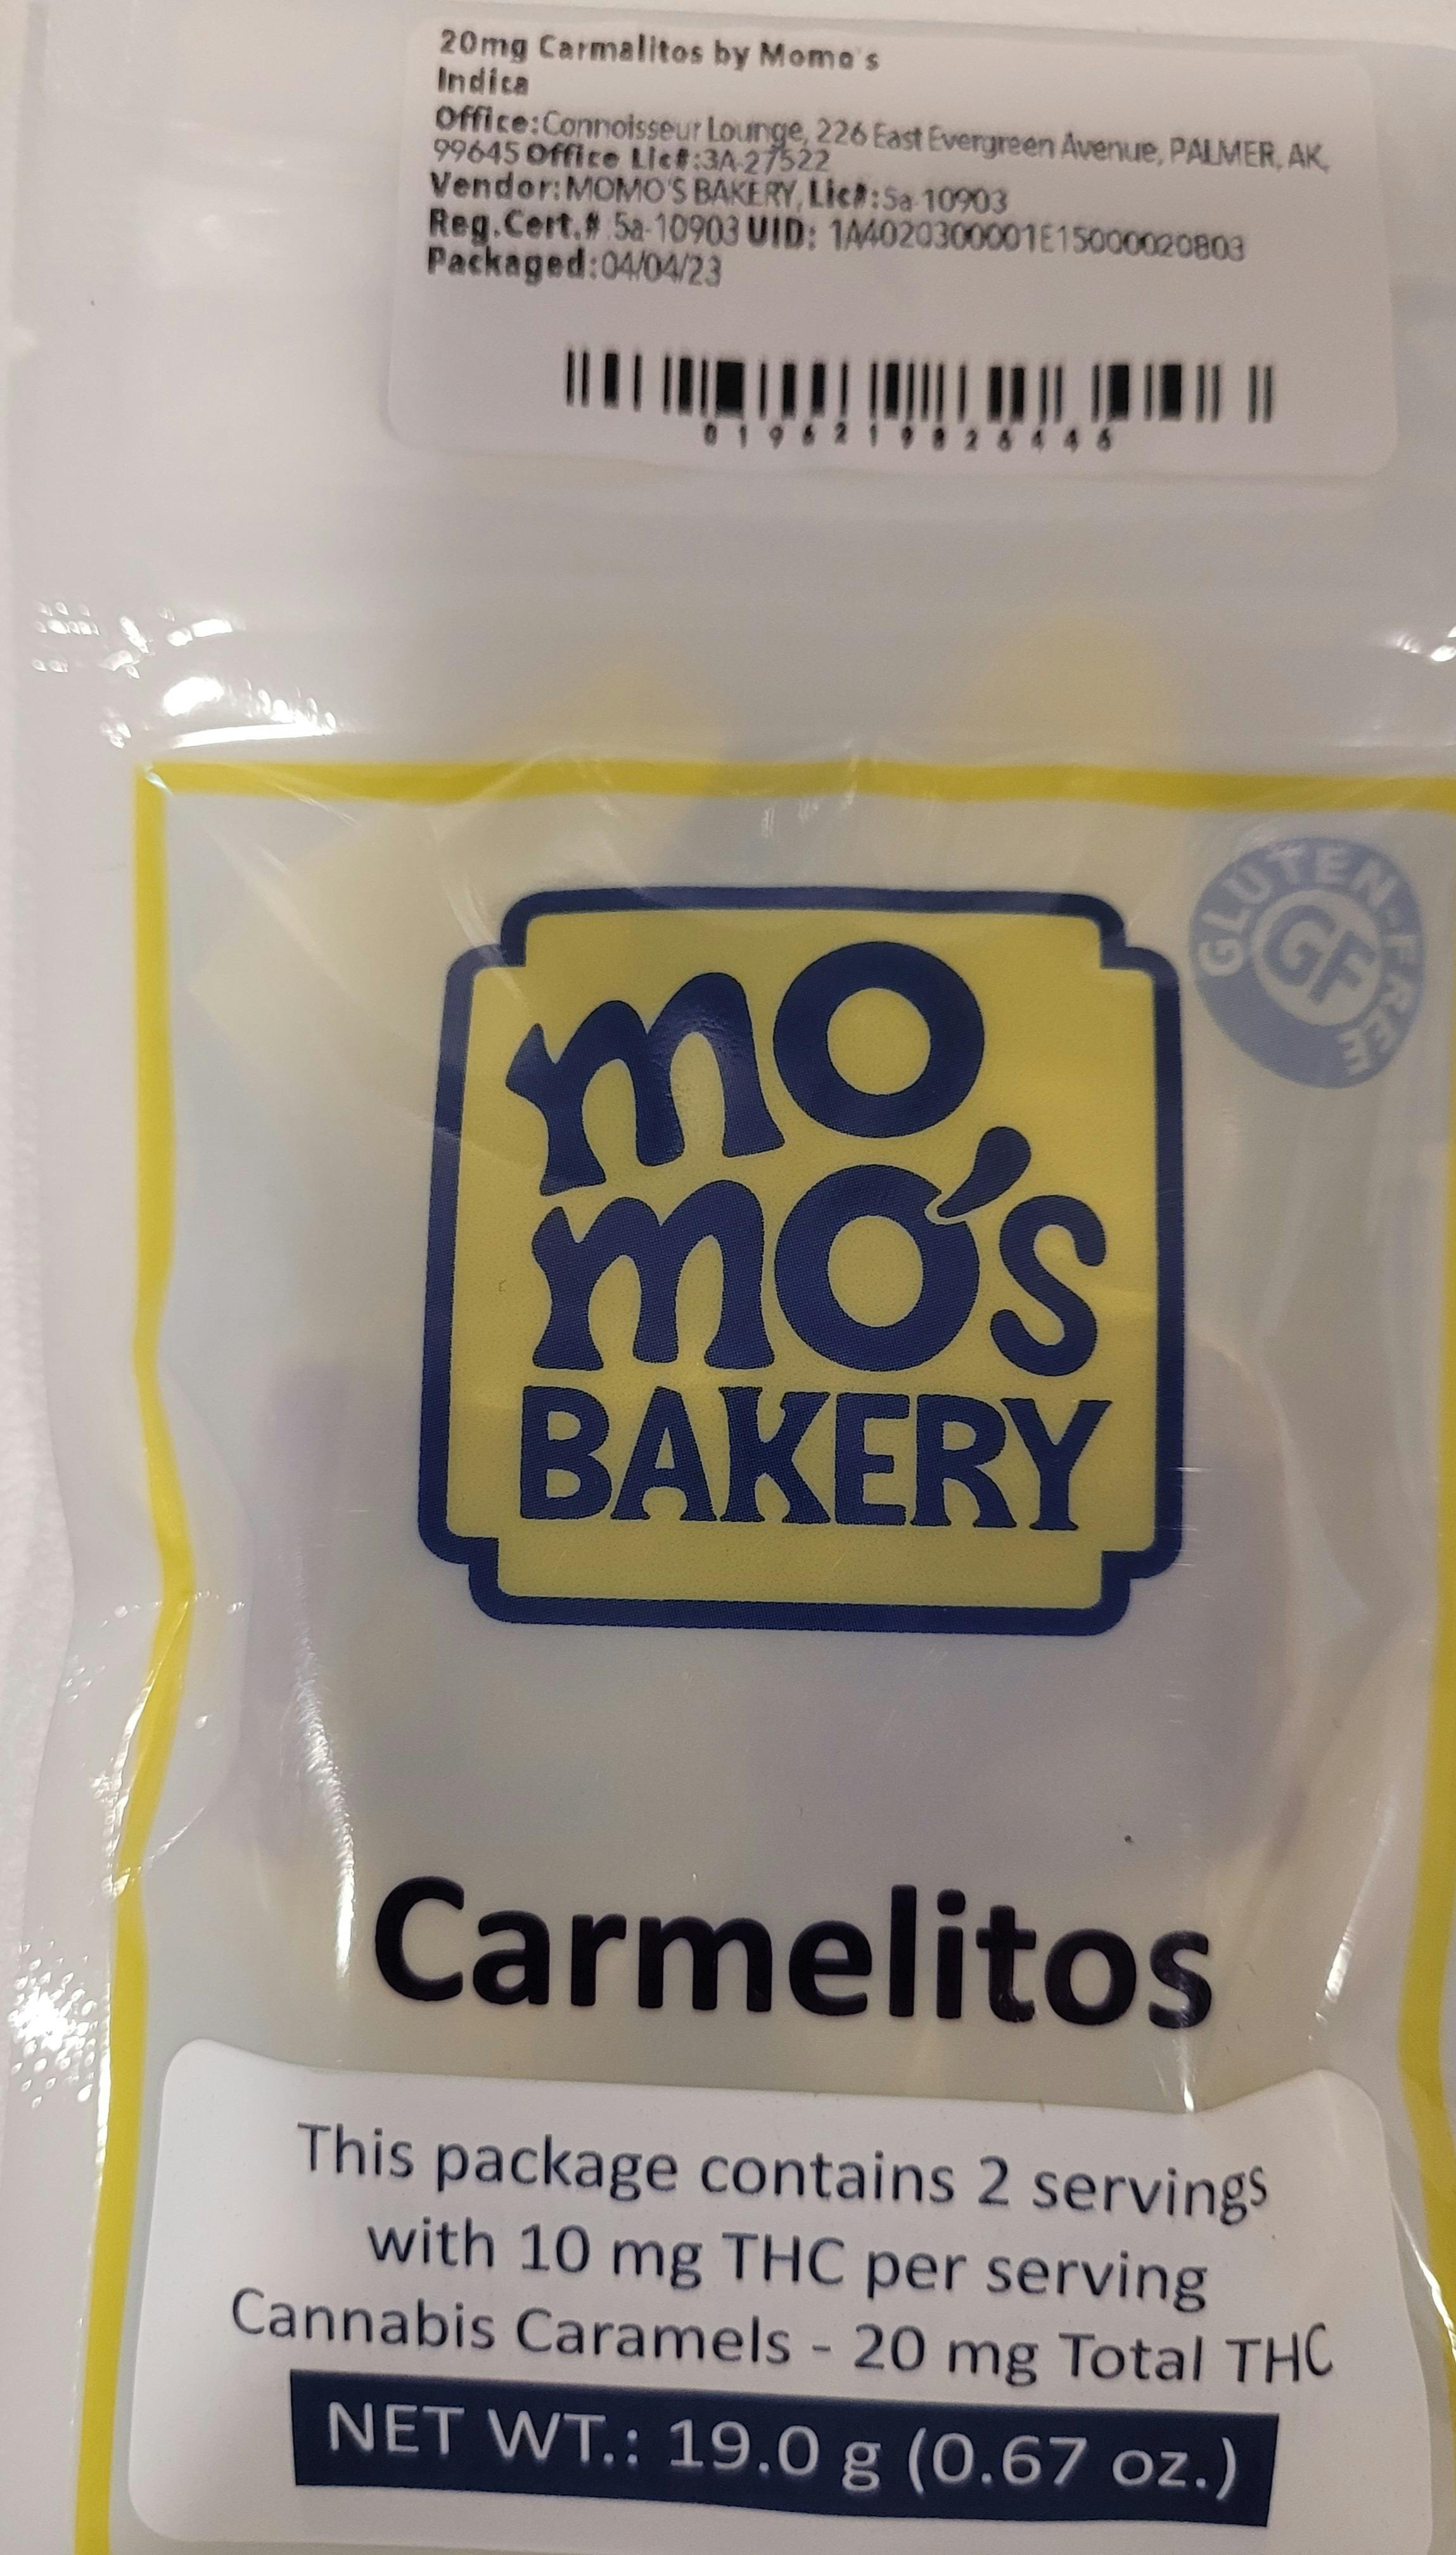 20mg Carmalitos by Momo's
Indica
Office:Connoisseur Lounge, 226 East Evergreen Avenue, PALMER, AK,
99645 Office Lic#:3A-27522
Vendor:MOMO'S BAKERY, Lic#:5a-10903
Reg.Cert.#.5a-10903 UID: 1A4020300001E15000020803
Packaged:04/04/23
0196219826446
GLUTEN-FREE
GF
mo
mo's
BAKERY
Carmelitos
This package contains 2 servings
with 10 mg THC per serving
Cannabis Caramels - 20 mg Total THC
NET WT.: 19.0 g (0.67 oz.)